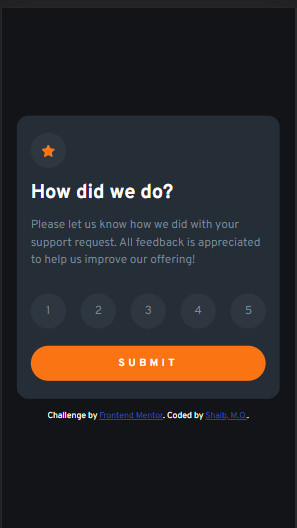 How did we do?
Please let us know how we did with your
support request. All feedback is appreciated
to help us improve our offering!
1 2 3 4 5
SUBMIT
Challenge by Frontend Mentor. Coded by Shaib, M.O..